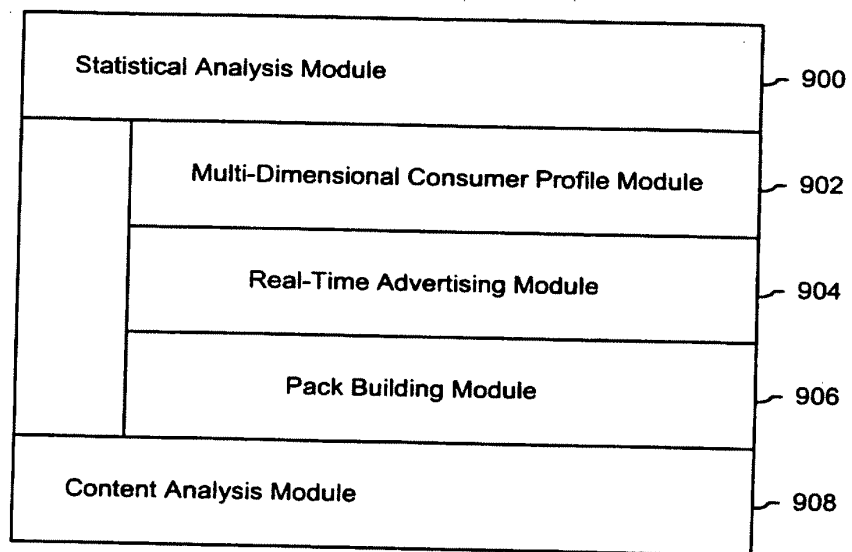 Statistical Analysis Module 900
Multi-Dimensional Consumer Profile Module 902
Real-Time Advertising Module 904
Pack Building Module 906
Content Analysis Module 908